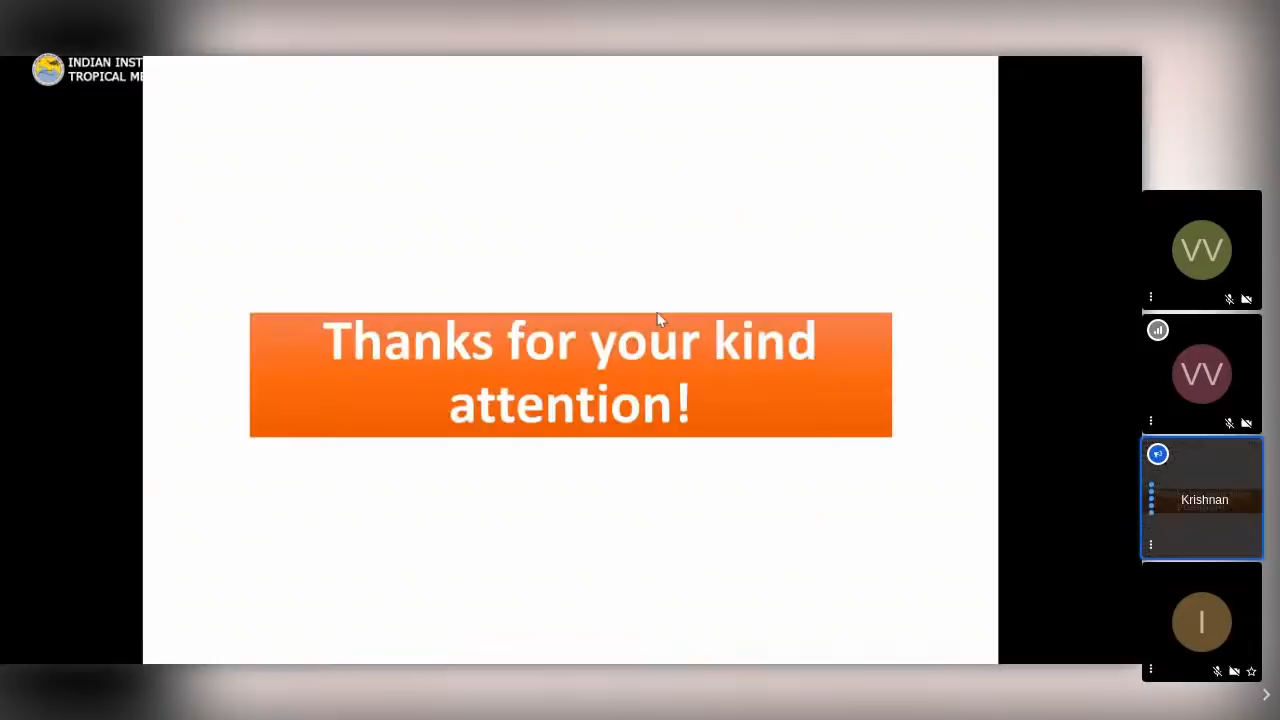 INDIAN INST
TROPICAL ME
Thanks for your kind
attention!
VV
VV
Krishnan
I